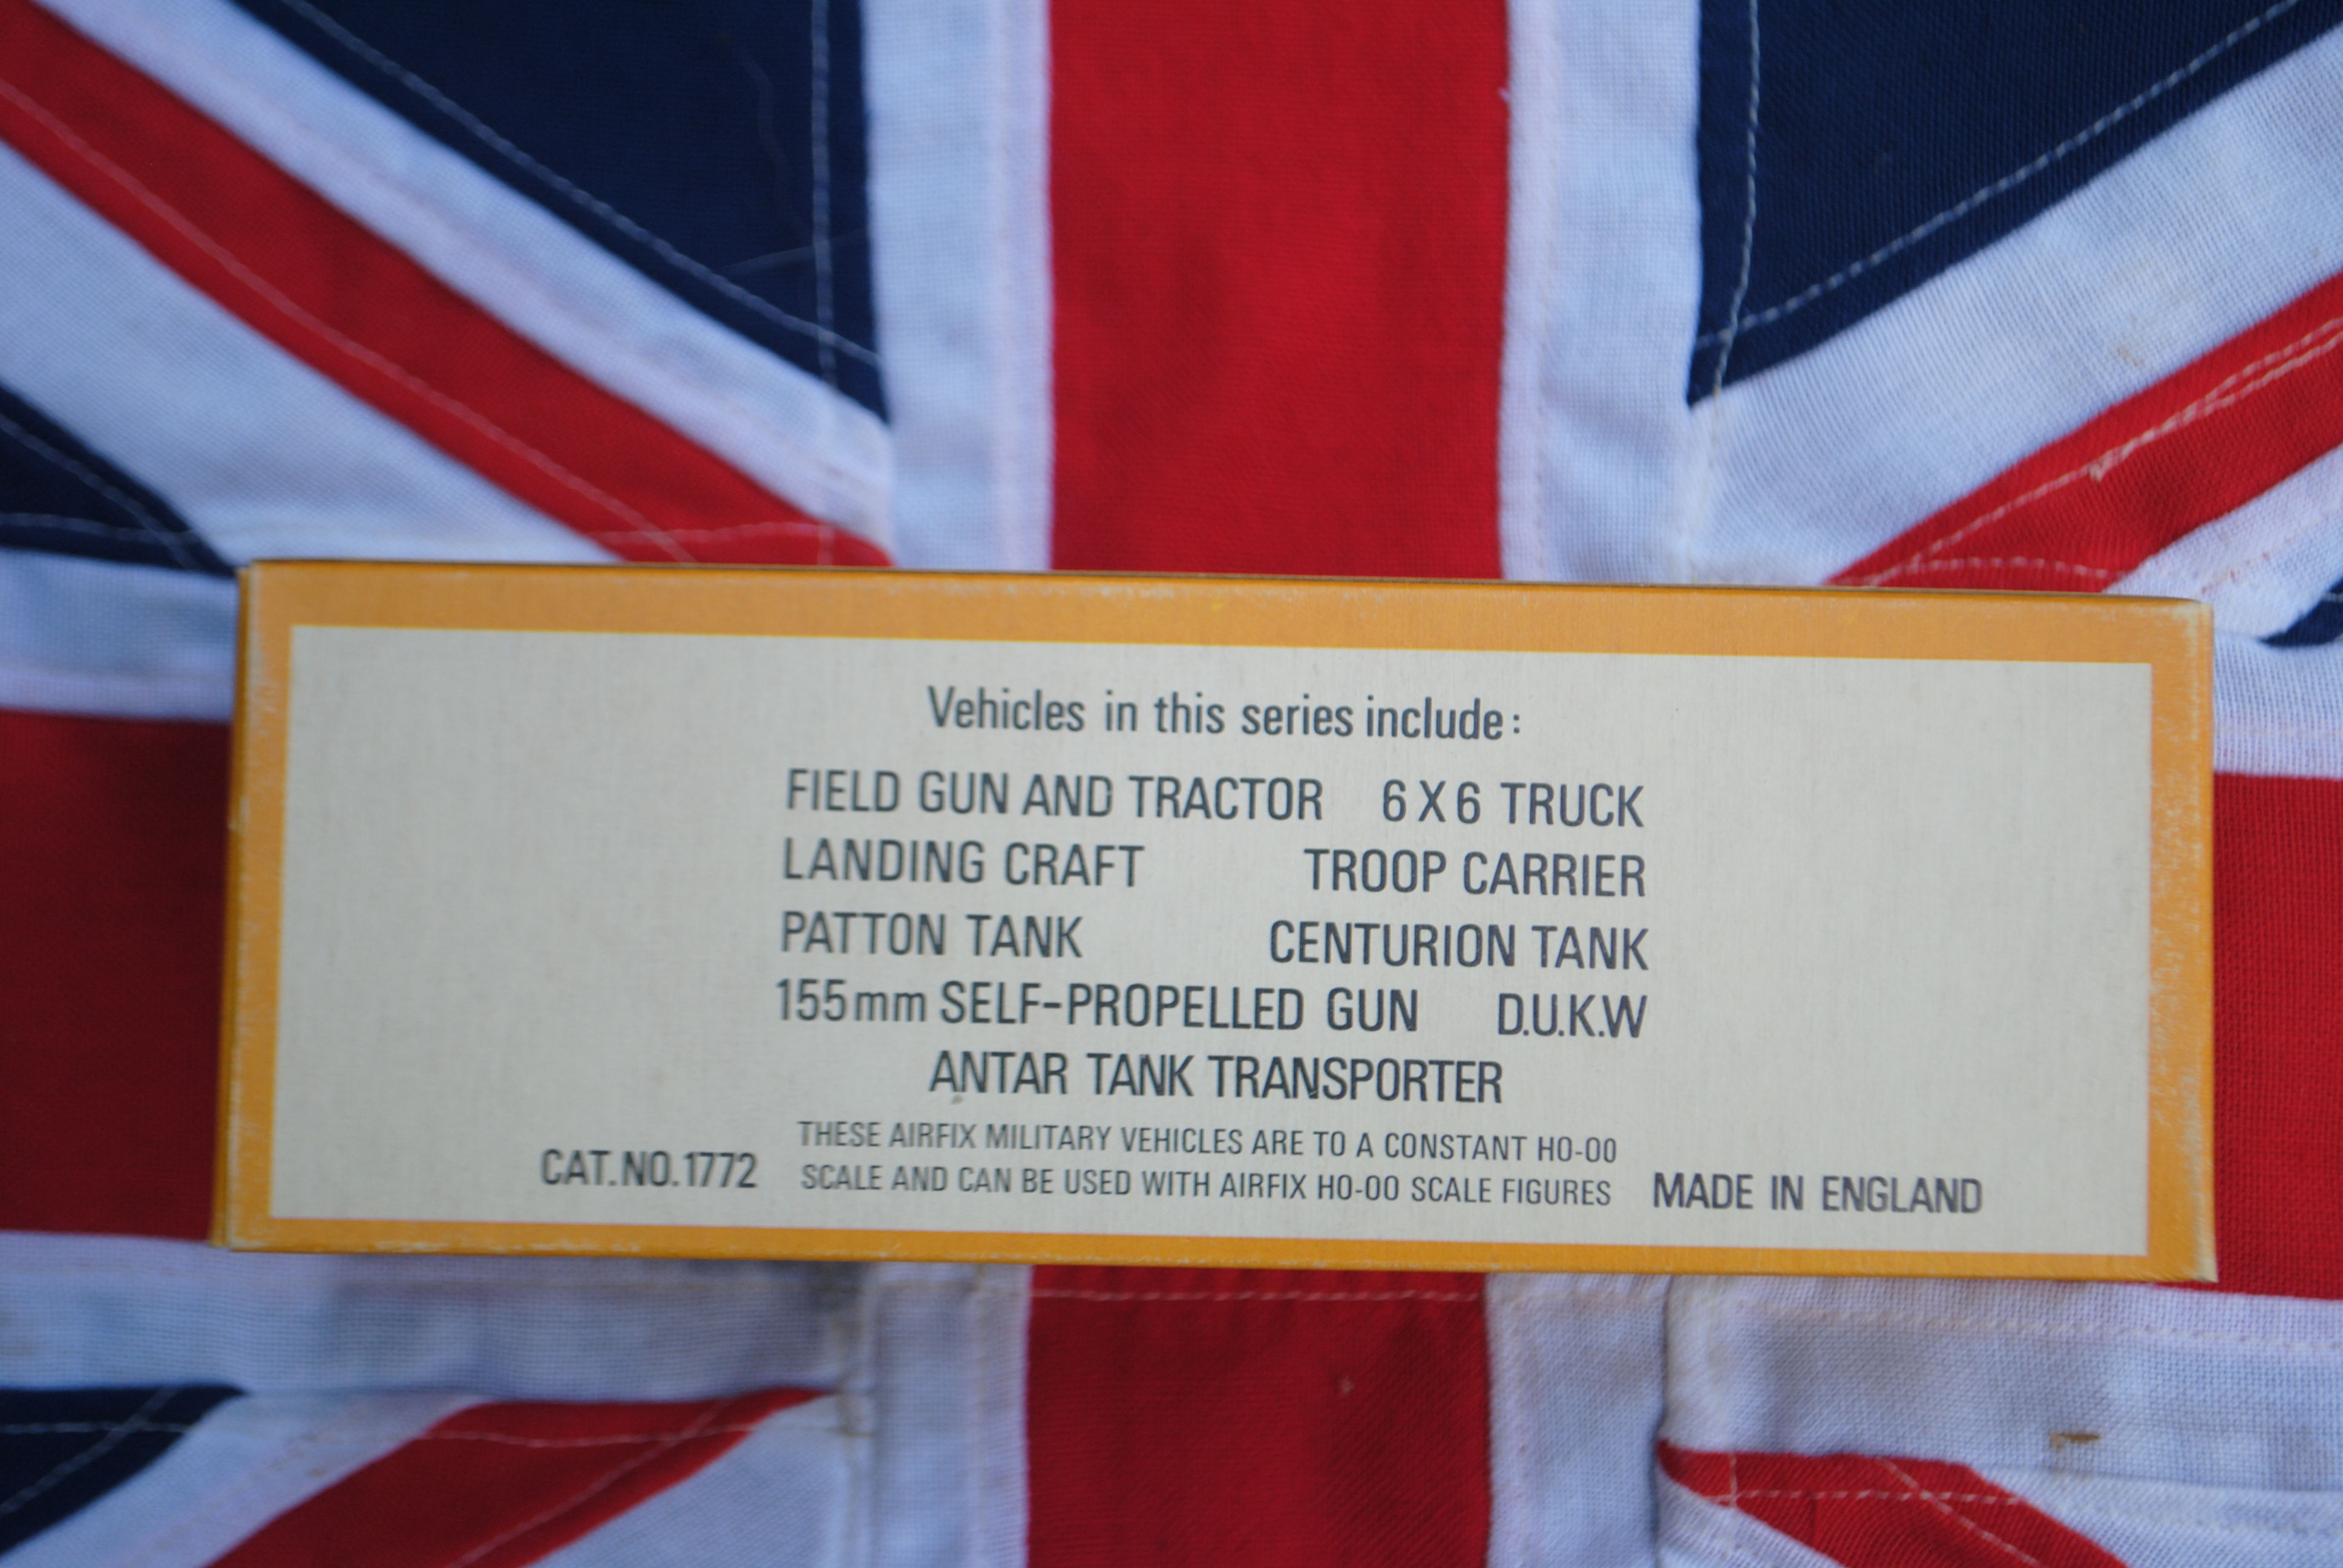 Vehicles in this series include:
FIELD GUN AND TRACTOR 6 X 6 TRUCK
LANDING CRAFT TROOP CARRIER
PATTON TANK CENTURION TANK
155mm SELF-PROPELLED GUN D.U.K.W
ANTAR TANK TRANSPORTER
THESE AIRFIX MILITARY VEHICLES ARE TO A CONSTANT HO-OO
SCALE AND CAN BE USED WITH AIRFIX HO-OO SCALE FIGURES
CAT.NO.1772
MADE IN ENGLAND